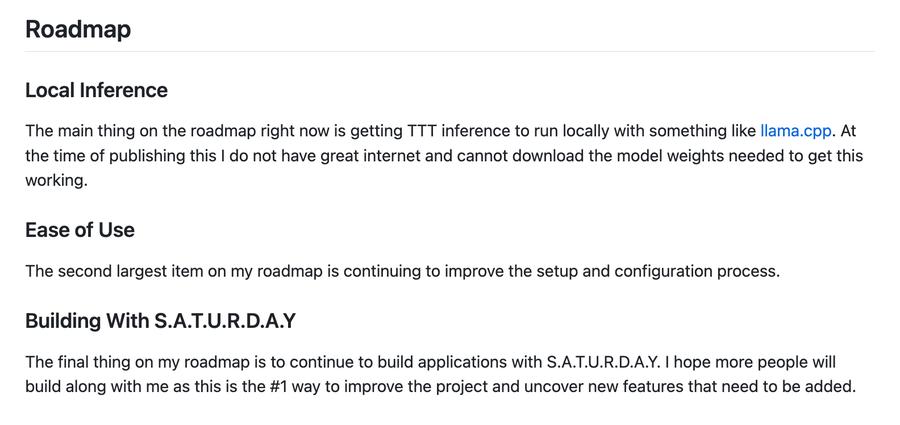 Roadmap
Local Inference
The main thing on the roadmap right now is getting TTT inference to run locally with something like llama.cpp. At
the time of publishing this I do not have great internet and cannot download the model weights needed to get this
working.
Ease of Use
The second largest item on my roadmap is continuing to improve the setup and configuration process.
Building With S.A.T.U.R.D.A.Y
The final thing on my roadmap is to continue to build applications with S.A.T.U.R.D.A.Y. I hope more people will
build along with me as this is the #1 way to improve the project and uncover new features that need to be added.